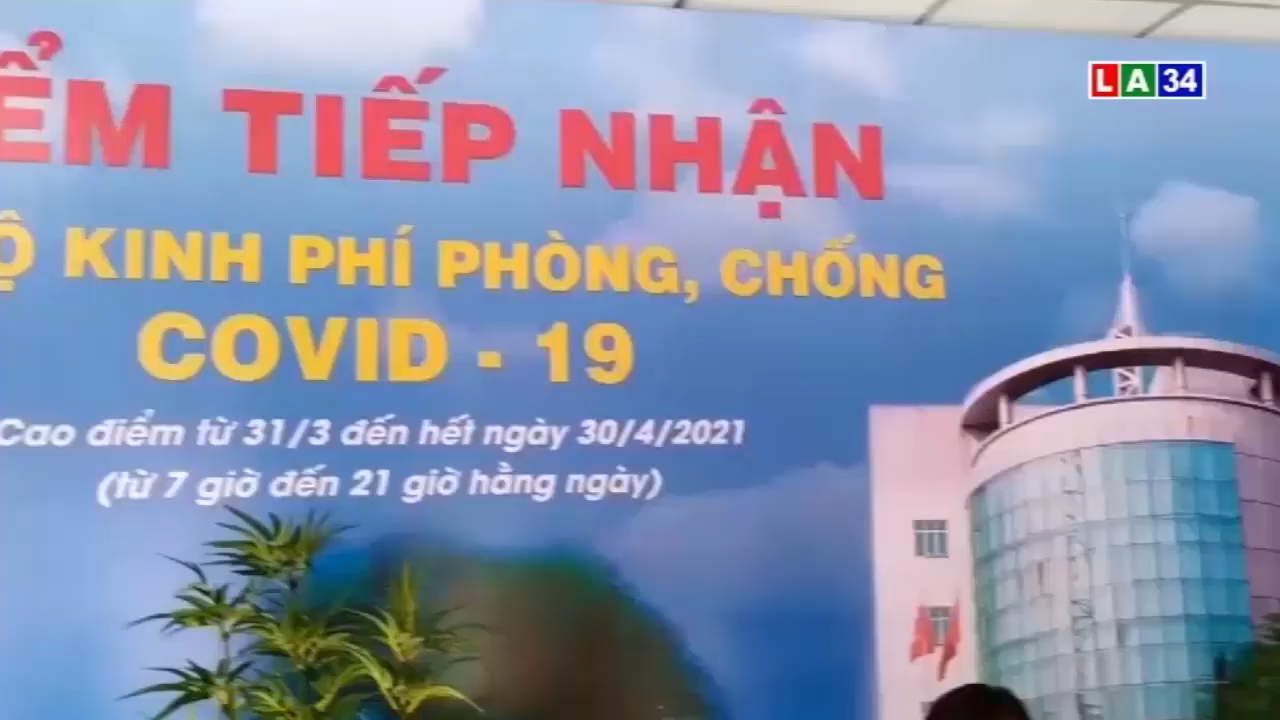 LA34
ỂM TIẾP NHẬN
Ộ KINH PHÍ PHÒNG, CHỐNG
COVID - 19
Cao điểm từ 31/3 đến hết ngày 30/4/2021
(từ 7 giờ đến 21 giờ hằng ngày)